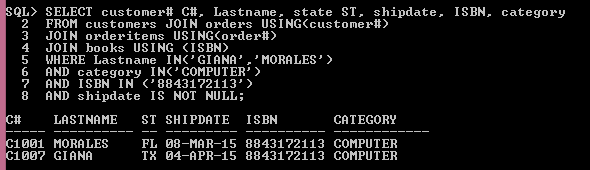 SQL> SELECT customer# C#, Lastname, state ST, shipdate, ISBN, category
2 FROM customers JOIN orders USING(customer#)
3 JOIN orderitems USING(order#)
4 JOIN books USING (ISBN)
5 WHERE Lastname IN('GIANA','MORALES')
6 AND category IN('COMPUTER')
7 AND ISBN IN ('8843172113')
8 AND shipdate IS NOT NULL;
C# LASTNAME ST SHIPDATE ISBN CATEGORY
----- ---------- -- --------- ---------- ------------
C1001 MORALES FL 08-MAR-15 8843172113 COMPUTER
C1007 GIANA TX 04-APR-15 8843172113 COMPUTER